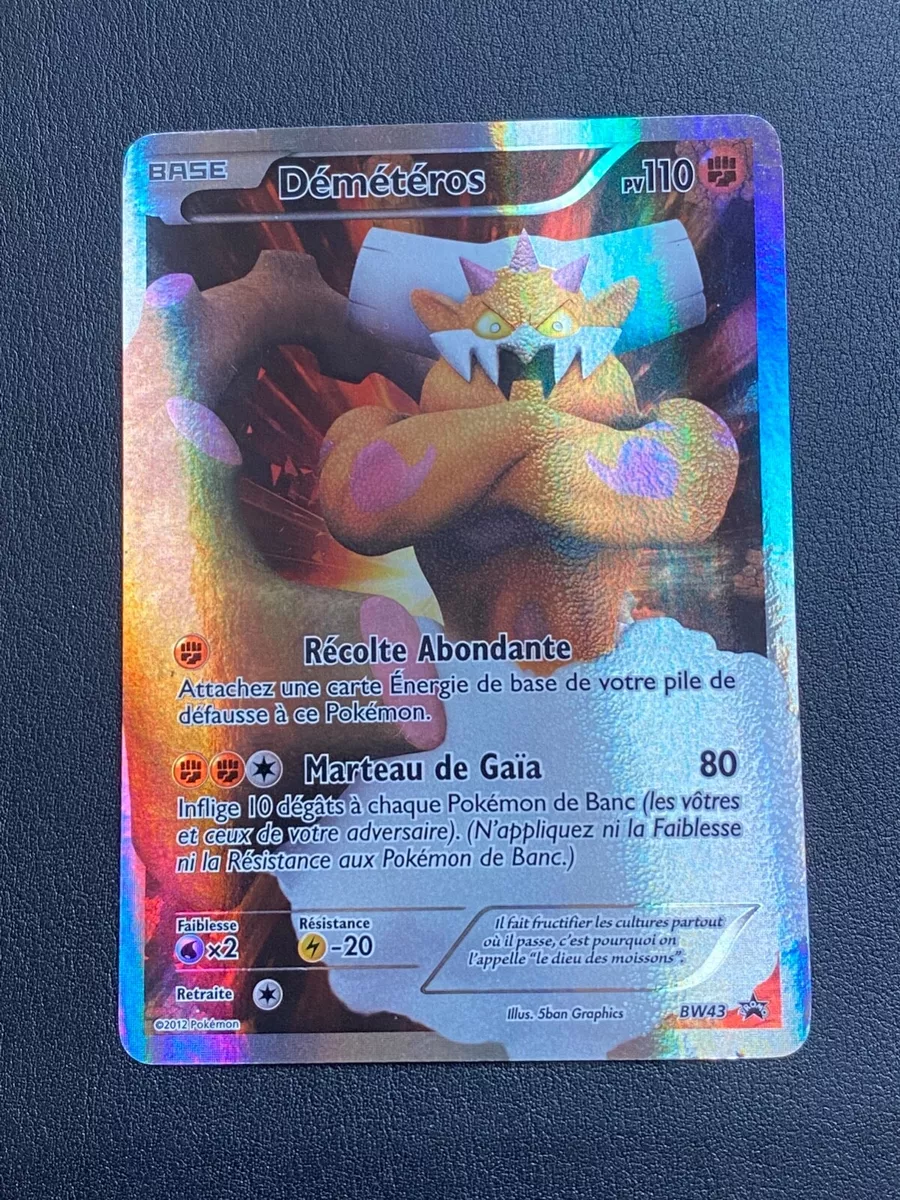 BASE Démétéros PV110
Récolte Abondante
Attachez une carte Énergie de base de votre pile de
défausse à ce Pokémon.
Marteau de Gaïa 80
Inflige 10 dégâts à chaque Pokémon de Banc (les vôtres
et ceux de votre adversaire). (N'appliquez ni la Faiblesse
ni la Résistance aux Pokémon de Banc.)
Faiblesse Résistance
×2 -20
Retraite
Il fait fructifier les cultures partout
où il passe, c'est pourquoi on
l'appelle "le dieu des moissons".
©2012 Pokémon Illus. 5ban Graphics BW43